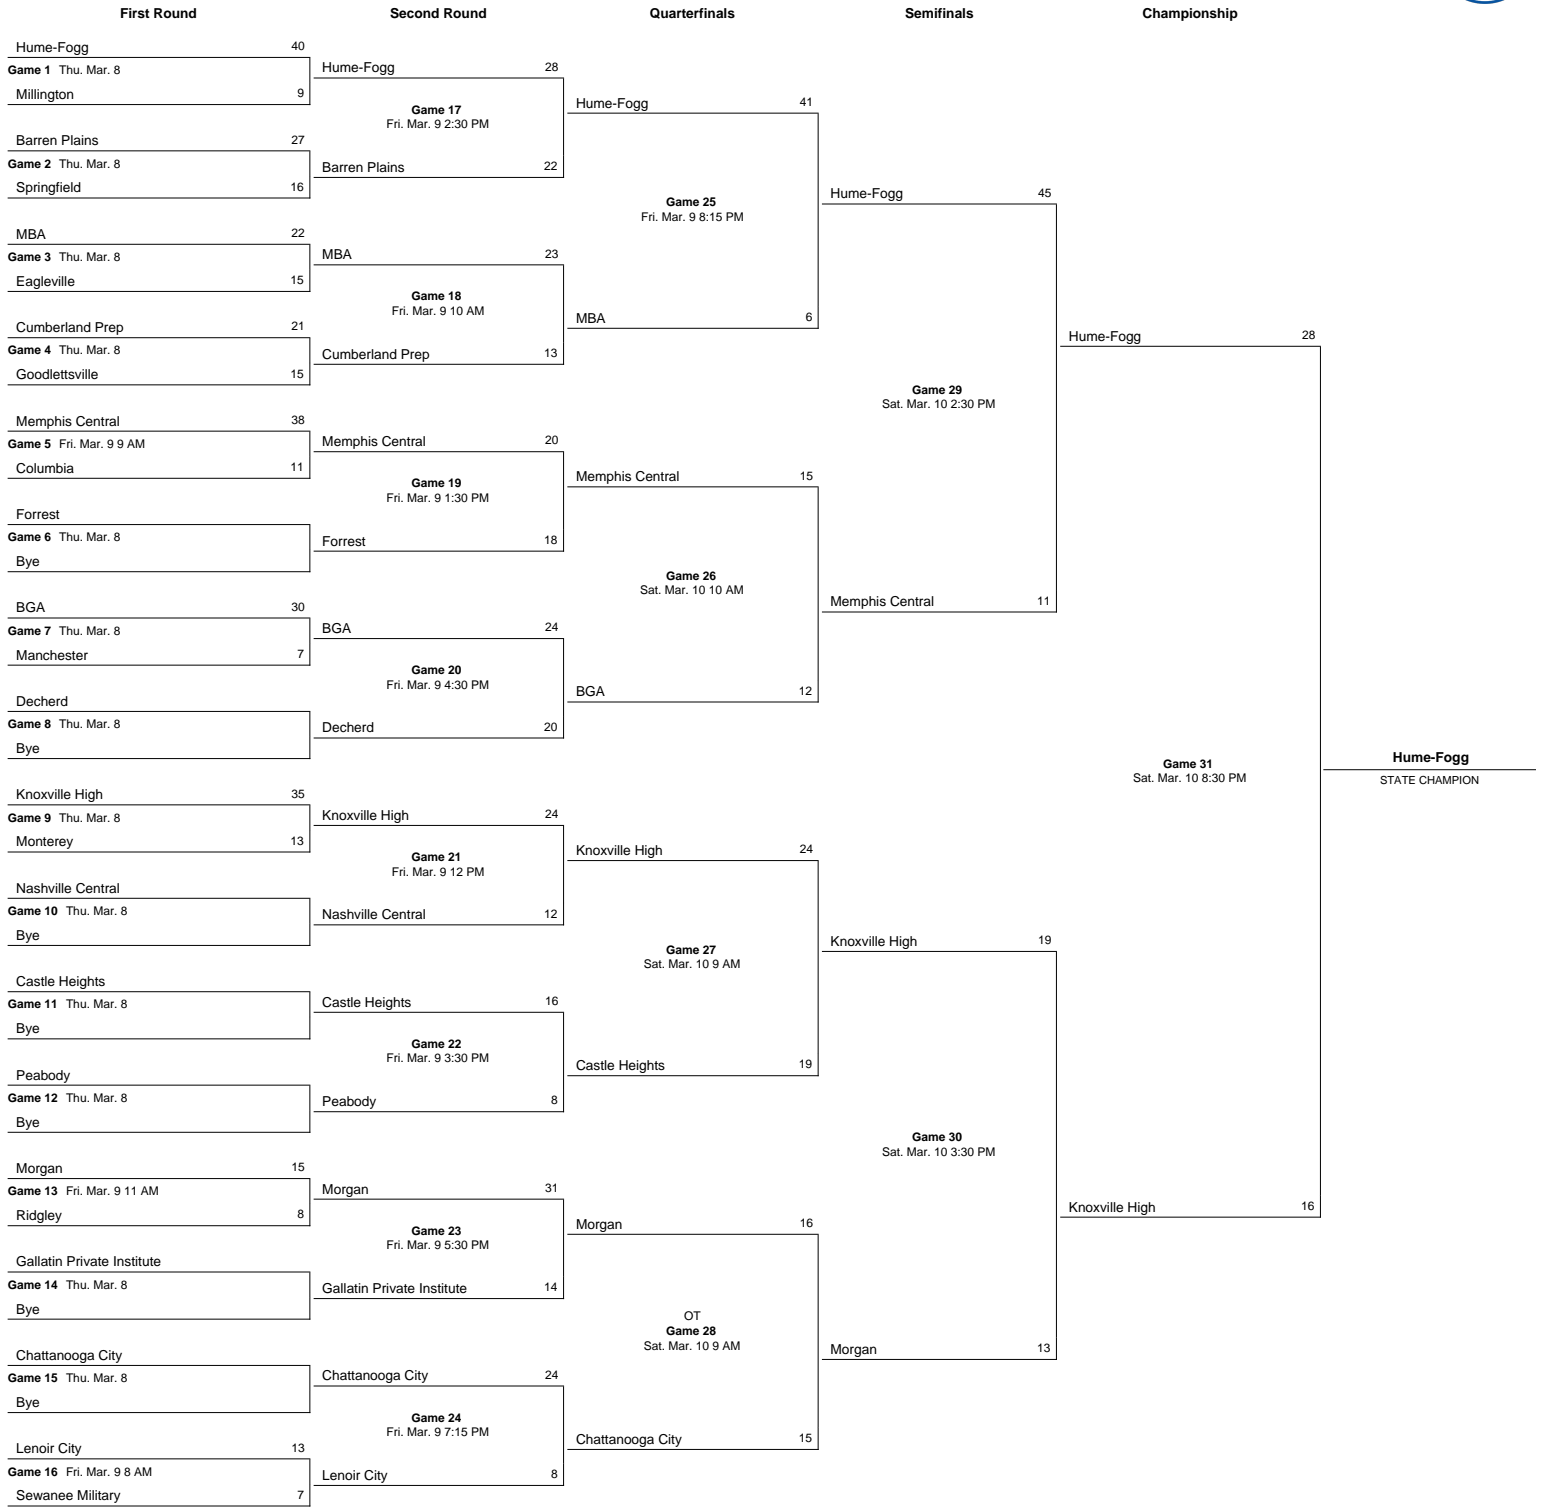 First Round
Second Round
Quarterfinals
Semifinals
Championship
Hume-Fogg 40
Game 1 Thu. Mar. 8
Millington 9
Barren Plains 27
Game 2 Thu. Mar. 8
Springfield 16
MBA 22
Game 3 Thu. Mar. 8
Eagleville 15
Cumberland Prep 21
Game 4 Thu. Mar. 8
Goodlettsville 15
Memphis Central 38
Game 5 Fri. Mar. 9 9 AM
Columbia 11
Forrest
Game 6 Thu. Mar. 8
Bye
BGA 30
Game 7 Thu. Mar. 8
Manchester 7
Decherd
Game 8 Thu. Mar. 8
Bye
Knoxville High 35
Game 9 Thu. Mar. 8
Monterey 13
Nashville Central
Game 10 Thu. Mar. 8
Bye
Castle Heights
Game 11 Thu. Mar. 8
Bye
Peabody
Game 12 Thu. Mar. 8
Bye
Morgan 15
Game 13 Fri. Mar. 9 11 AM
Ridgley 8
Gallatin Private Institute
Game 14 Thu. Mar. 8
Bye
Chattanooga City
Game 15 Thu. Mar. 8
Bye
Lenoir City 13
Game 16 Fri. Mar. 9 8 AM
Sewanee Military 7
Hume-Fogg 28
Game 17
Fri. Mar. 9 2:30 PM
Barren Plains 22
MBA 23
Game 18
Fri. Mar. 9 10 AM
Cumberland Prep 13
Memphis Central 20
Game 19
Fri. Mar. 9 1:30 PM
Forrest 18
BGA 24
Game 20
Fri. Mar. 9 4:30 PM
Decherd 20
Knoxville High 24
Game 21
Fri. Mar. 9 12 PM
Nashville Central 12
Castle Heights 16
Game 22
Fri. Mar. 9 3:30 PM
Peabody 8
Morgan 31
Game 23
Fri. Mar. 9 5:30 PM
Gallatin Private Institute 14
Chattanooga City 24
Game 24
Fri. Mar. 9 7:15 PM
Lenoir City 8
Hume-Fogg 41
Game 25
Fri. Mar. 9 8:15 PM
MBA 6
Memphis Central 15
Game 26
Sat. Mar. 10 10 AM
BGA 12
Knoxville High 24
Game 27
Sat. Mar. 10 9 AM
Castle Heights 19
Morgan 16
OT
Game 28
Sat. Mar. 10 9 AM
Chattanooga City 15
Hume-Fogg 45
Game 29
Sat. Mar. 10 2:30 PM
Memphis Central 11
Knoxville High 19
Game 30
Sat. Mar. 10 3:30 PM
Morgan 13
Hume-Fogg 28
Game 31
Sat. Mar. 10 8:30 PM
Knoxville High 16
Hume-Fogg
STATE CHAMPION